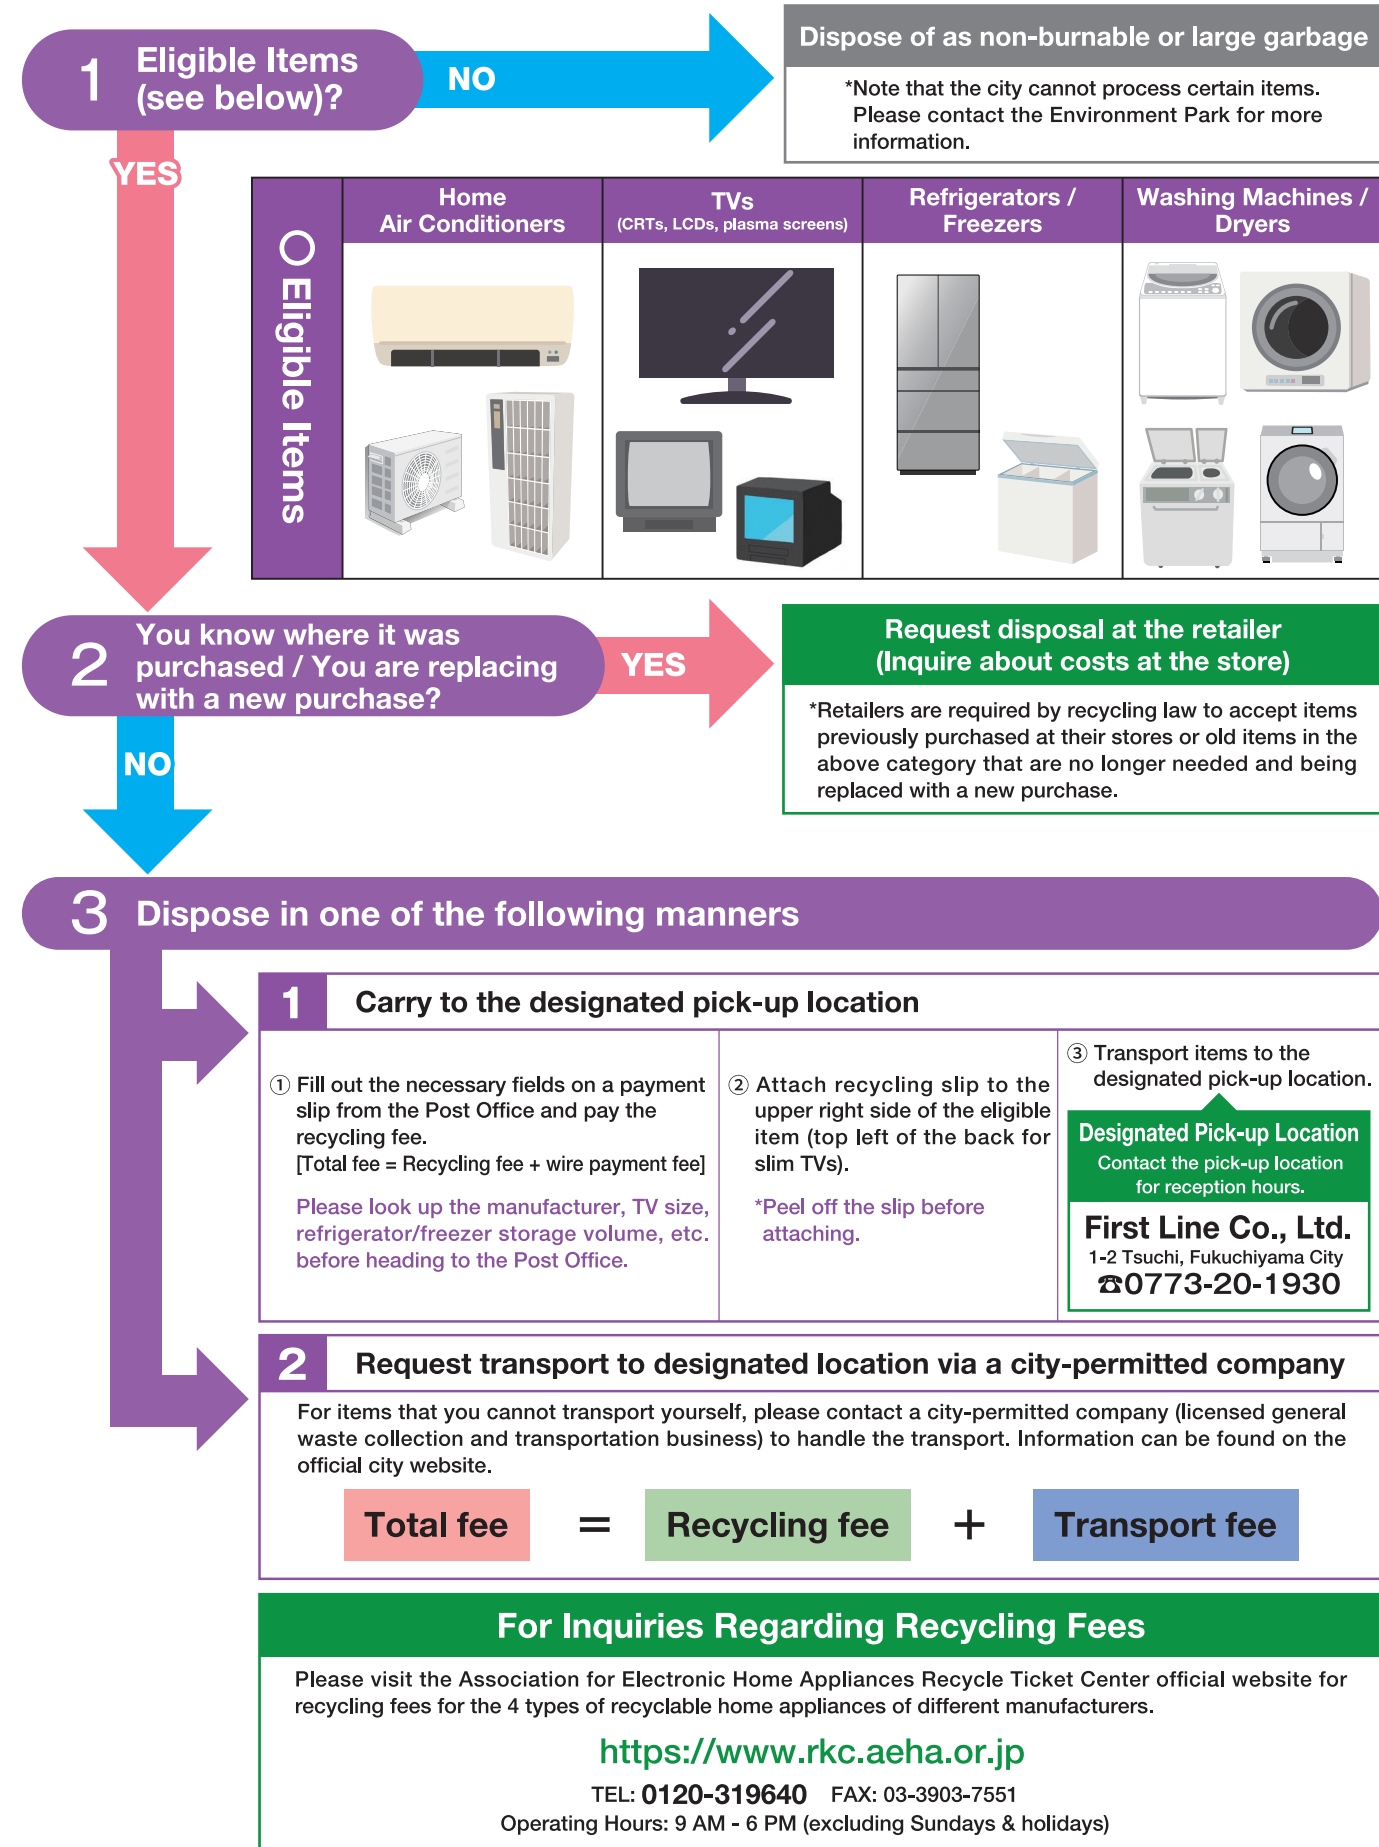 1 Eligible Items
(see below)?
NO
Dispose of as non-burnable or large garbage
*Note that the city cannot process certain items.
Please contact the Environment Park for more
information.
YES
○ Eligible Items
Home
Air Conditioners
TVs
(CRTs, LCDs, plasma screens)
Refrigerators /
Freezers
Washing Machines /
Dryers
2 You know where it was
purchased / You are replacing
with a new purchase?
YES
Request disposal at the retailer
(Inquire about costs at the store)
*Retailers are required by recycling law to accept items
previously purchased at their stores or old items in the
above category that are no longer needed and being
replaced with a new purchase.
NO
3 Dispose in one of the following manners
1 Carry to the designated pick-up location
① Fill out the necessary fields on a payment
slip from the Post Office and pay the
recycling fee.
[Total fee = Recycling fee + wire payment fee]
Please look up the manufacturer, TV size,
refrigerator/freezer storage volume, etc.
before heading to the Post Office.
② Attach recycling slip to the
upper right side of the eligible
item (top left of the back for
slim TVs).
*Peel off the slip before
attaching.
③ Transport items to the
designated pick-up location.
Designated Pick-up Location
Contact the pick-up location
for reception hours.
First Line Co., Ltd.
1-2 Tsuchi, Fukuchiyama City
☎0773-20-1930
2 Request transport to designated location via a city-permitted company
For items that you cannot transport yourself, please contact a city-permitted company (licensed general
waste collection and transportation business) to handle the transport. Information can be found on the
official city website.
Total fee = Recycling fee + Transport fee
For Inquiries Regarding Recycling Fees
Please visit the Association for Electronic Home Appliances Recycle Ticket Center official website for
recycling fees for the 4 types of recyclable home appliances of different manufacturers.
https://www.rkc.aeha.or.jp
TEL: 0120-319640 FAX: 03-3903-7551
Operating Hours: 9 AM - 6 PM (excluding Sundays & holidays)